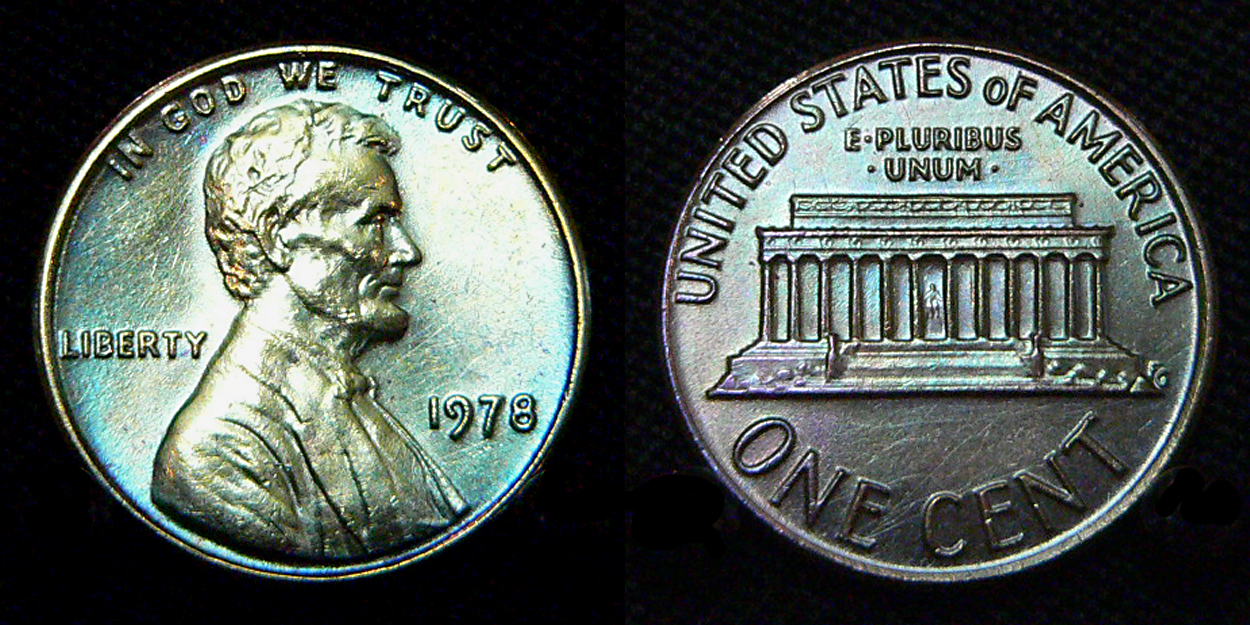 IN GOD WE TRUST
LIBERTY
1978
UNITED STATES oF AMERICA
E·PLURIBUS
·UNUM·
ONE CENT